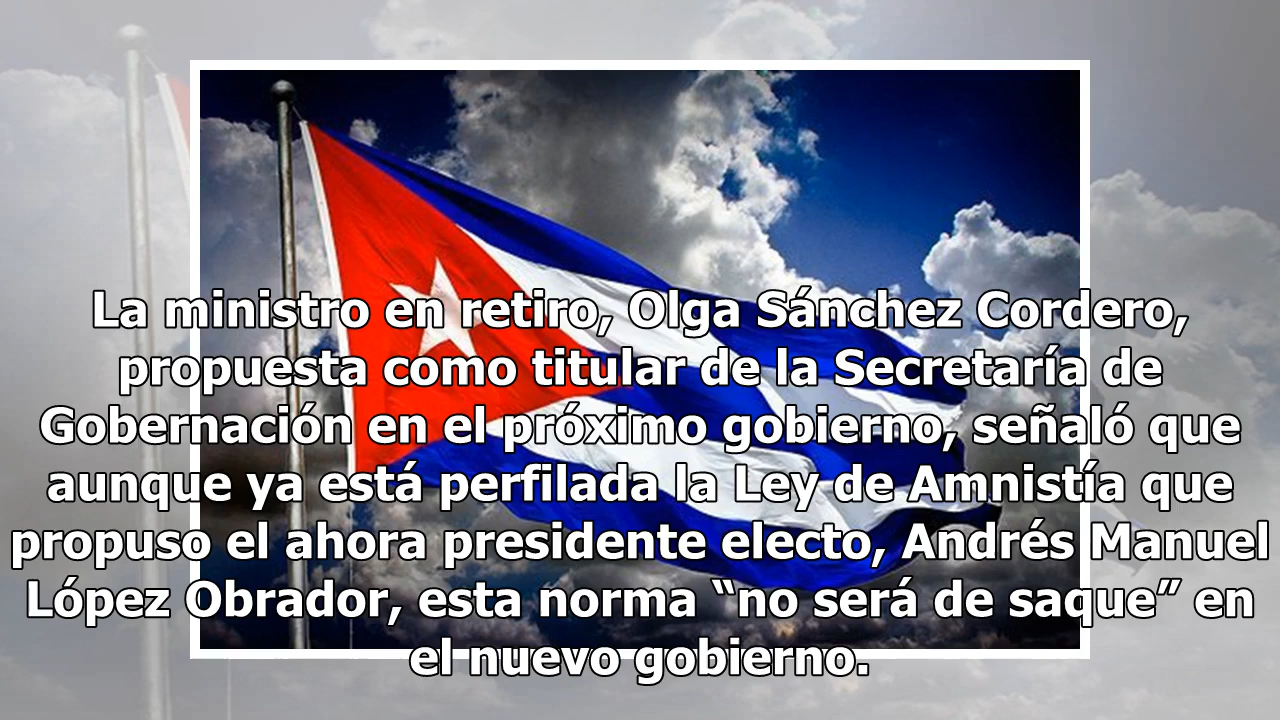 La ministro en retiro, Olga Sánchez Cordero,
propuesta como titular de la Secretaría de
Gobernación en el próximo gobierno, señaló que
aunque ya está perfilada la Ley de Amnistía que
propuso el ahora presidente electo, Andrés Manuel
López Obrador, esta norma “no será de saque” en
el nuevo gobierno.